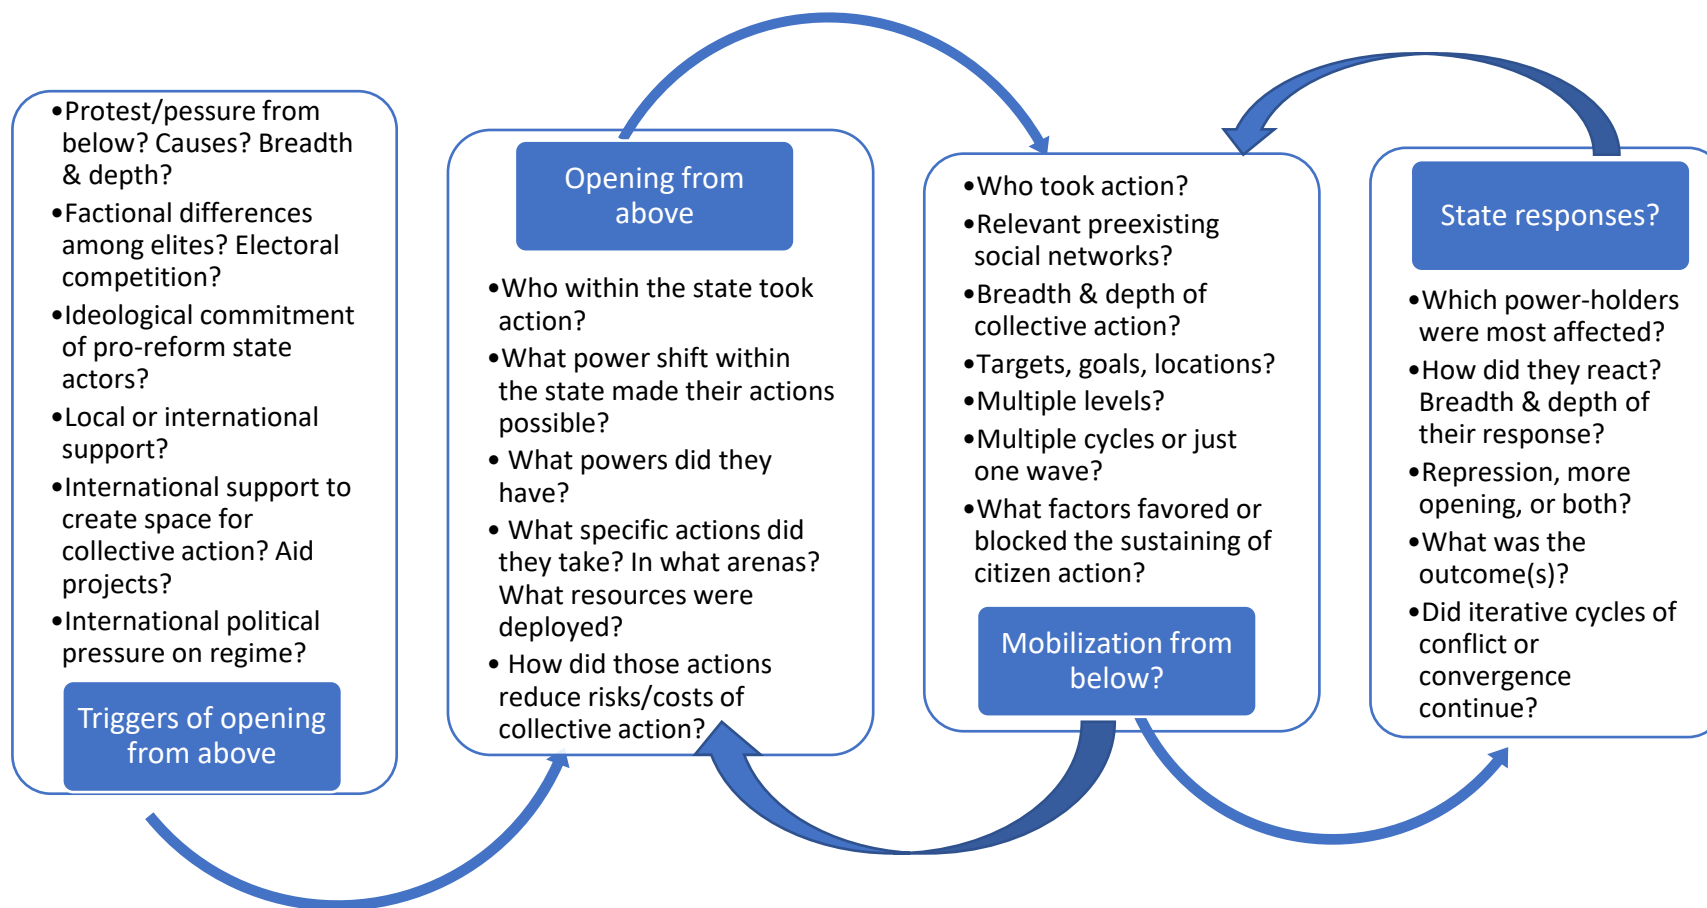 •Protest/pessure from
below? Causes? Breadth
& depth?
•Factional differences
among elites? Electoral
competition?
•Ideological commitment
of pro-reform state
actors?
•Local or international
support?
•International support to
create space for
collective action? Aid
projects?
•International political
pressure on regime?
Triggers of opening
from above
Opening from
above
•Who within the state took
action?
•What power shift within
the state made their actions
possible?
• What powers did they
have?
• What specific actions did
they take? In what arenas?
What resources were
deployed?
• How did those actions
reduce risks/costs of
collective action?
•Who took action?
•Relevant preexisting
social networks?
•Breadth & depth of
collective action?
•Targets, goals, locations?
•Multiple levels?
•Multiple cycles or just
one wave?
•What factors favored or
blocked the sustaining of
citizen action?
Mobilization from
below?
State responses?
•Which power-holders
were most affected?
•How did they react?
Breadth & depth of
their response?
•Repression, more
opening, or both?
•What was the
outcome(s)?
•Did iterative cycles of
conflict or
convergence
continue?